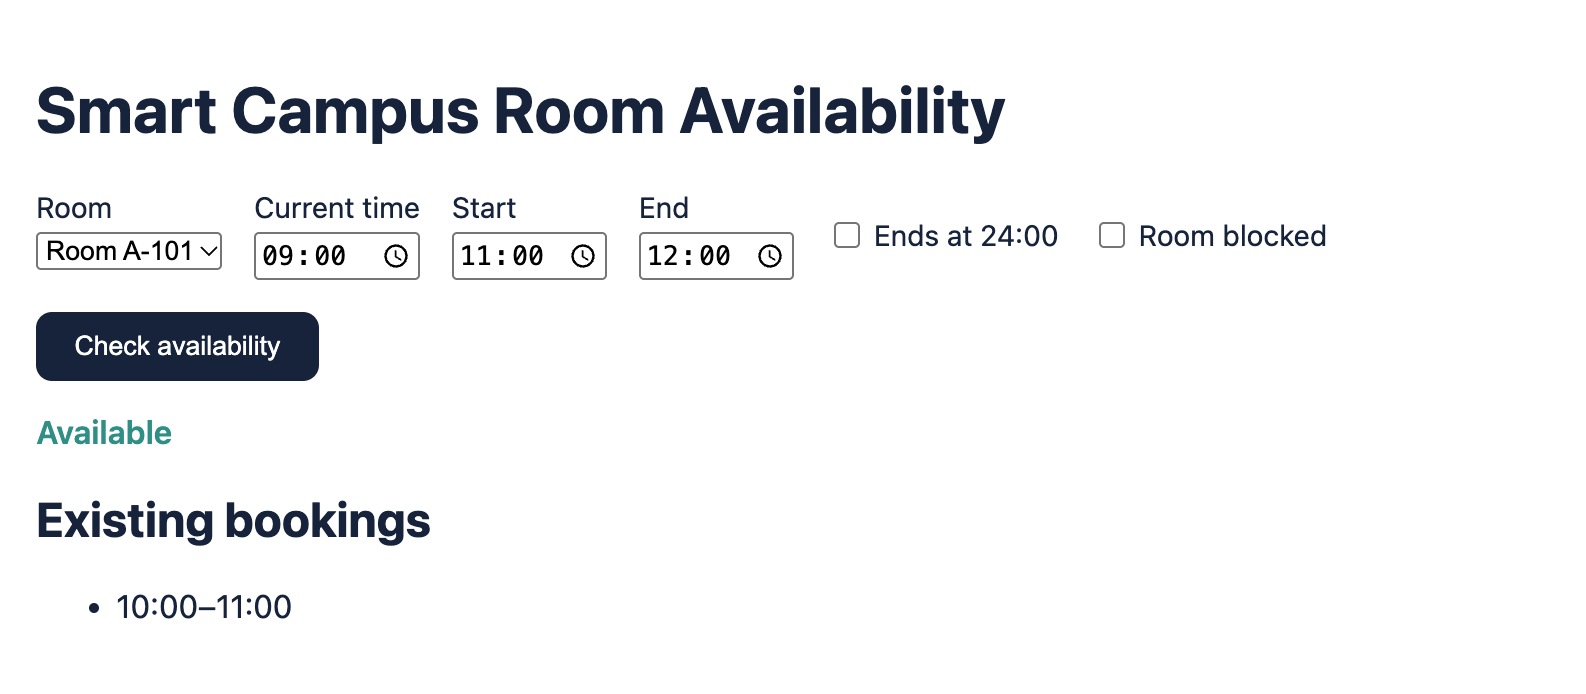 Smart Campus Room Availability
Room Current time Start End
Room A-101 09:00 11:00 12:00 Ends at 24:00 Room blocked
Check availability
Available
Existing bookings
• 10:00–11:00